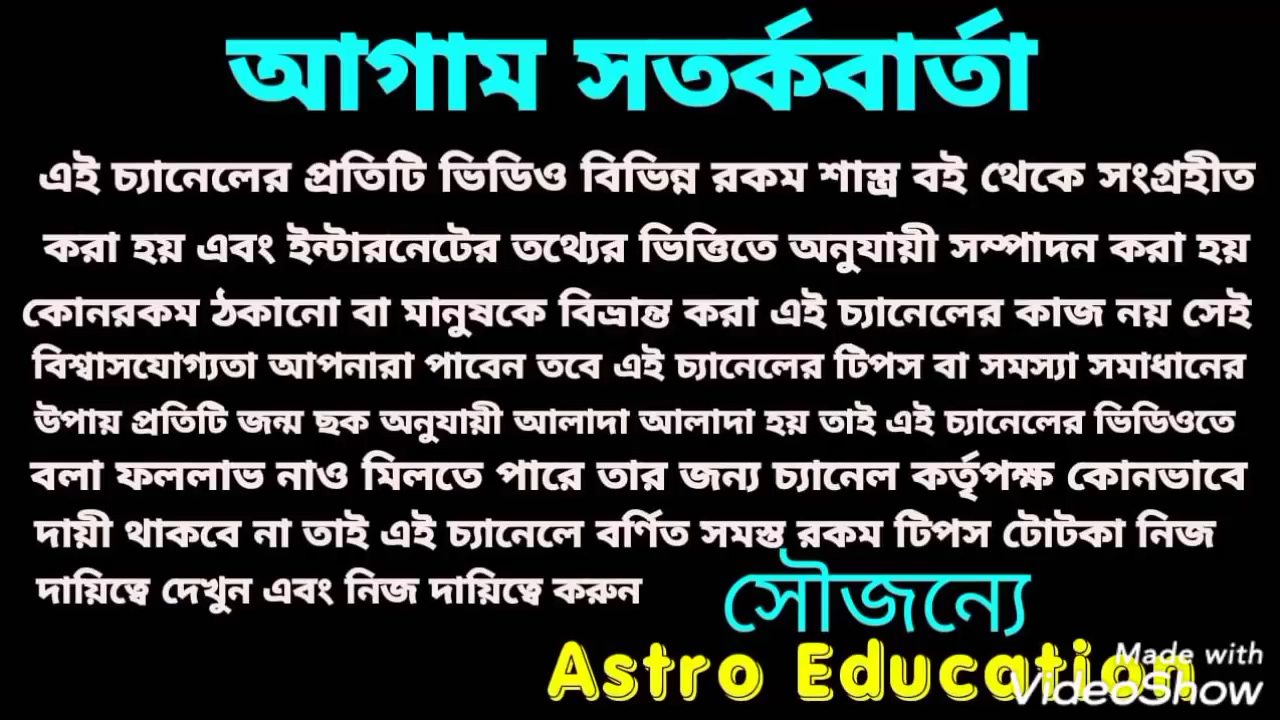 আগাম সতর্কবার্তা
এই চ্যানেলের প্রতিটি ভিডিও বিভিন্ন রকম শাস্ত্র বই থেকে সংগ্রহীত
করা হয় এবং ইন্টারনেটের তথ্যের ভিত্তিতে অনুযায়ী সম্পাদন করা হয়
কোনরকম ঠকানো বা মানুষকে বিভ্রান্ত করা এই চ্যানেলের কাজ নয় সেই
বিশ্বাসযোগ্যতা আপনারা পাবেন তবে এই চ্যানেলের টিপস বা সমস্যা সমাধানের
উপায় প্রতিটি জন্ম ছক অনুযায়ী আলাদা আলাদা হয় তাই এই চ্যানেলের ভিডিওতে
বলা ফললাভ নাও মিলতে পারে তার জন্য চ্যানেল কর্তৃপক্ষ কোনভাবে
দায়ী থাকবে না তাই এই চ্যানেলে বর্ণিত সমস্ত রকম টিপস টোটকা নিজ
দায়িত্বে দেখুন এবং নিজ দায়িত্বে করুন
সৌজন্যে
Astro Education
Made with
VideoShow